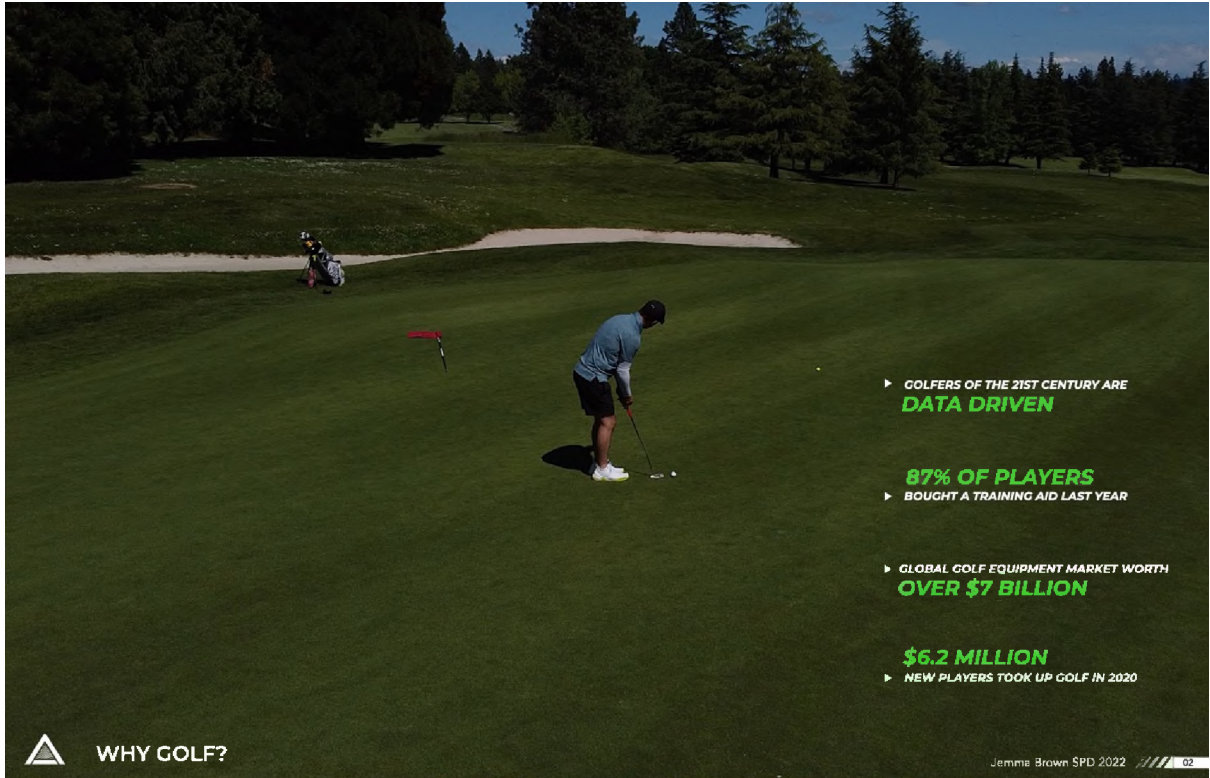 GOLFERS OF THE 21ST CENTURY ARE
DATA DRIVEN
87% OF PLAYERS
BOUGHT A TRAINING AID LAST YEAR
GLOBAL GOLF EQUIPMENT MARKET WORTH
OVER $7 BILLION
$6.2 MILLION
NEW PLAYERS TOOK UP GOLF IN 2020
WHY GOLF?
Jemma Brown SPD 2022
02